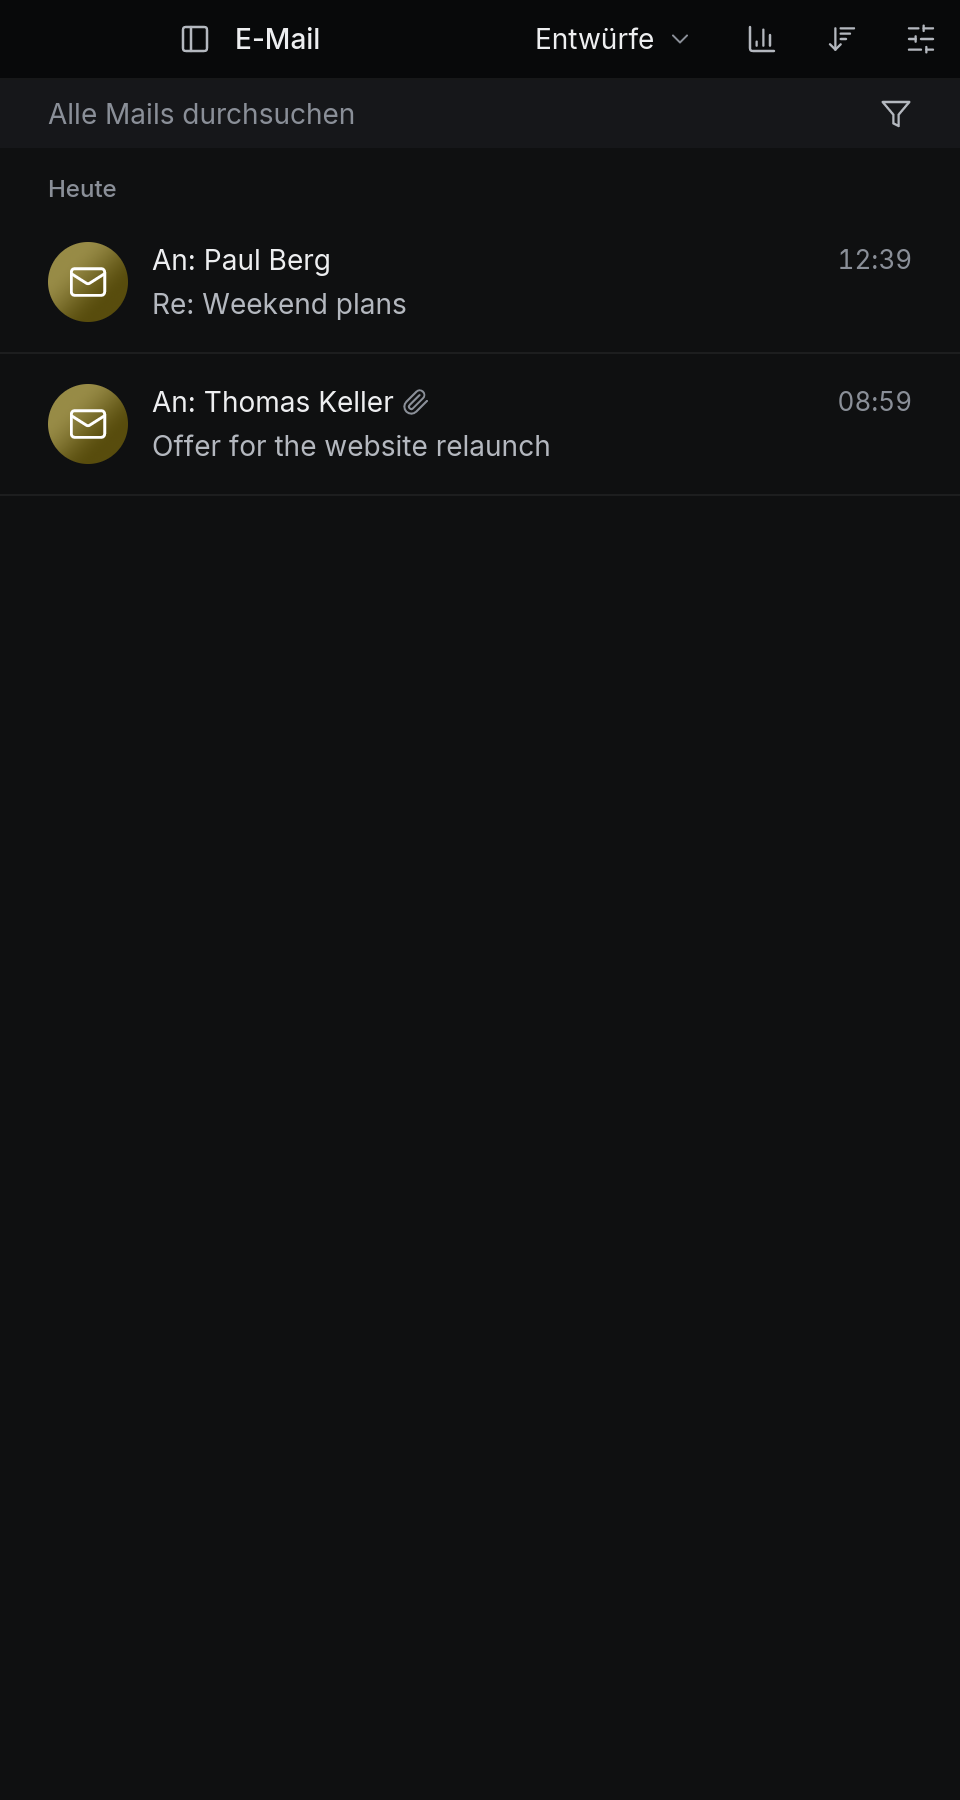 E-Mail
Entwürfe
Alle Mails durchsuchen
Heute
An: Paul Berg
12:39
Re: Weekend plans
An: Thomas Keller
08:59
Offer for the website relaunch